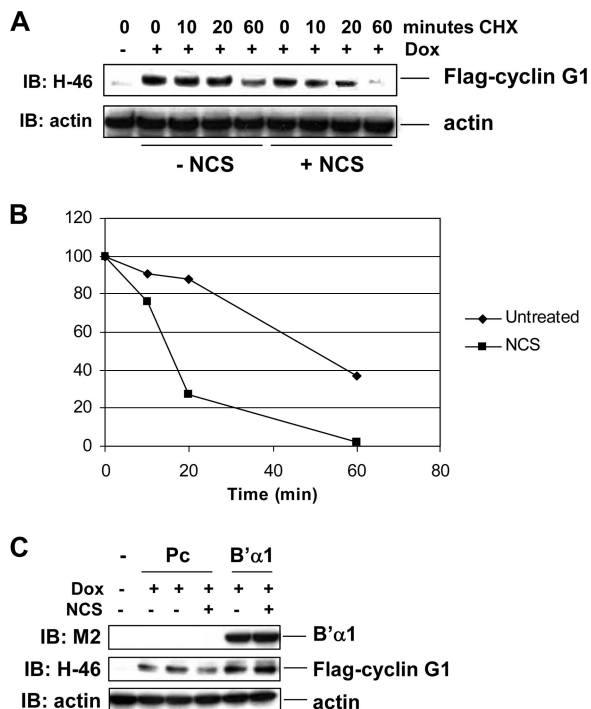 A
0 0 10 20 60 0 10 20 60 minutes CHX
- + + + + + + + + Dox
IB: H-46 Flag-cyclin G1
IB: actin actin
- NCS + NCS
B
120
100
80
60
40
20
0
0 20 40 60 80
Time (min)
Untreated
NCS
C
- Pc B'α1
Dox - + + + + +
NCS - - - + - +
IB: M2 B'α1
IB: H-46 Flag-cyclin G1
IB: actin actin